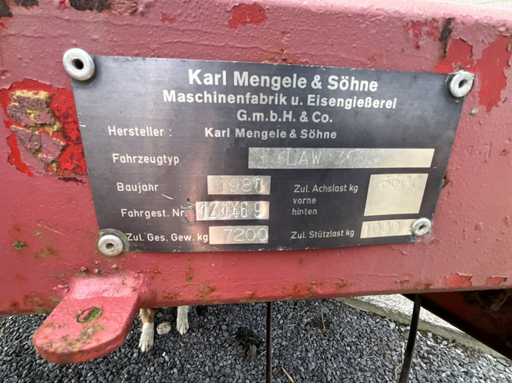 Karl Mengele & Söhne
Maschinenfabrik u. Eisengießerei
G.m.b.H. & Co.
Hersteller : Karl Mengele & Söhne
Fahrzeugtyp LAW
Baujahr
Zul. Achslast kg
vorne
hinten
Fahrgest. Nr.
Zul. Ges. Gew. kg 7200
Zul. Stützlast kg